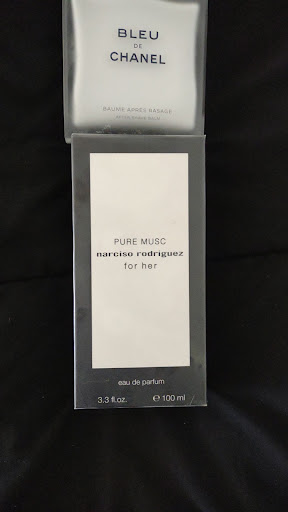 BLEU
DE
CHANEL
BAUME APRÈS-RASAGE
AFTER SHAVE BALM
PURE MUSC
narciso rodriguez
for her
eau de parfum
3.3 fl.oz. ℮ 100 ml